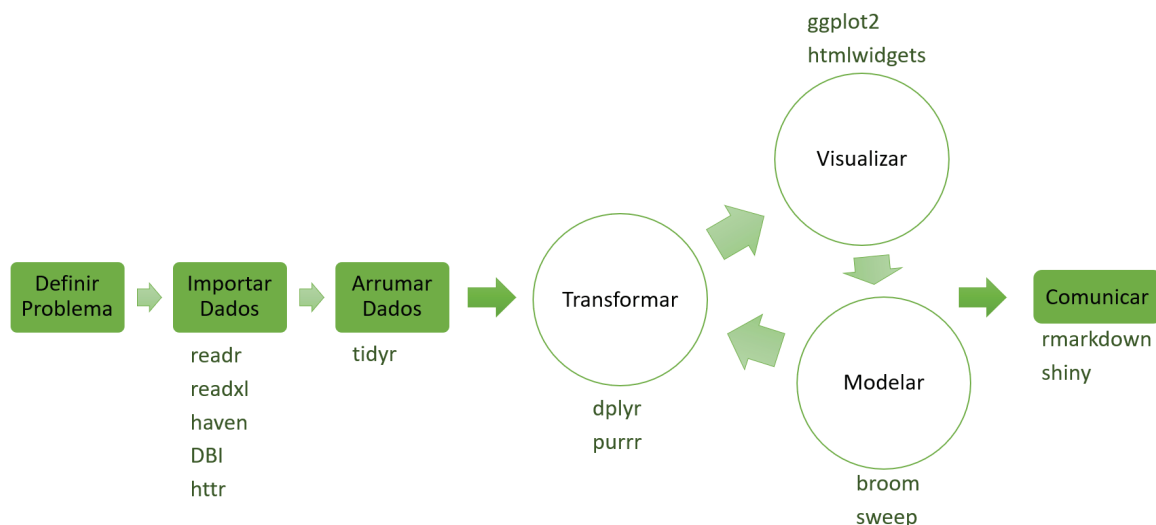 Definir
Problema
Importar
Dados
readr
readxl
haven
DBI
httr
Arrumar
Dados
tidyr
Transformar
dplyr
purrr
ggplot2
htmlwidgets
Visualizar
Modelar
broom
sweep
Comunicar
rmarkdown
shiny